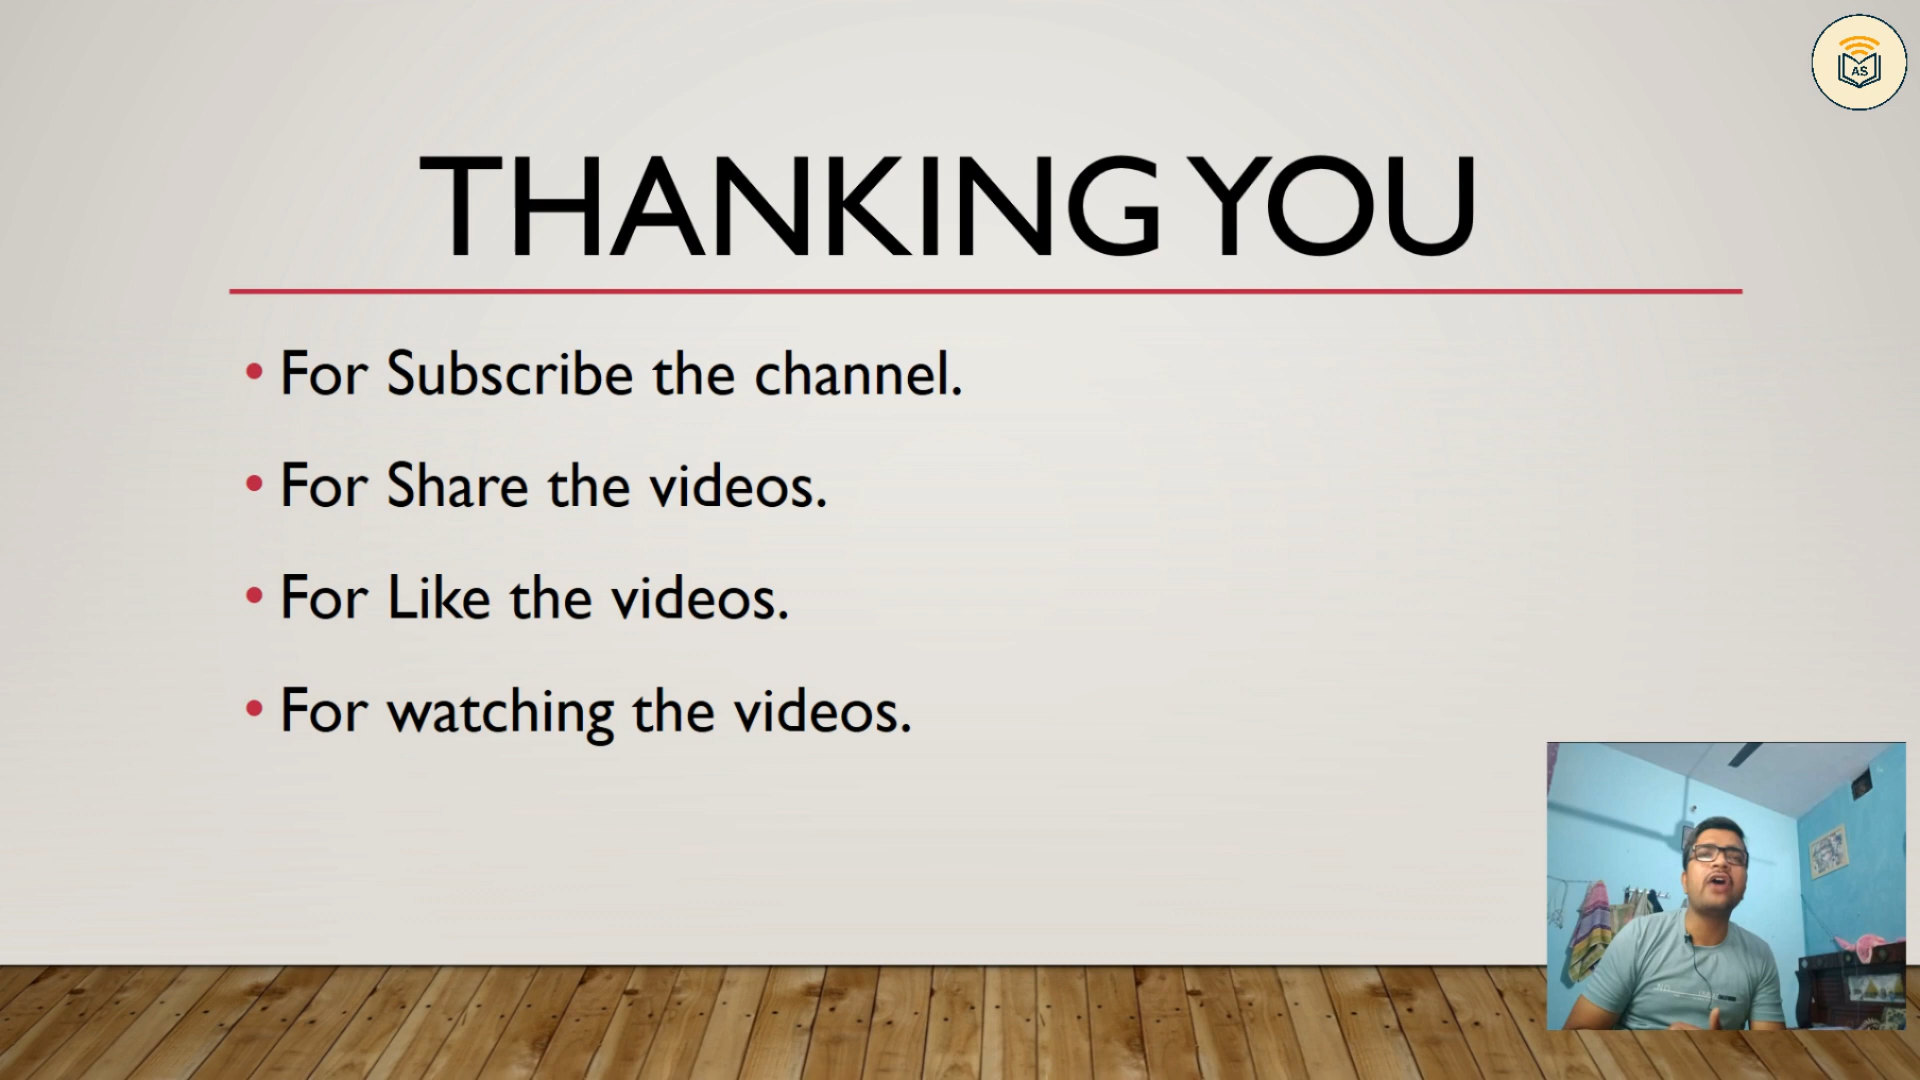 AS
THANKING YOU
• For Subscribe the channel.
• For Share the videos.
• For Like the videos.
• For watching the videos.